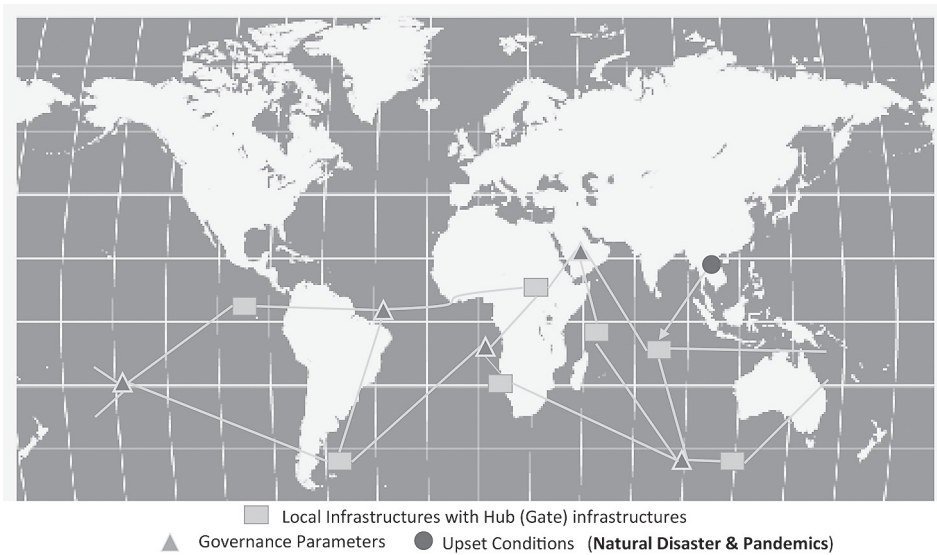 Local Infrastructures with Hub (Gate) infrastructures
Governance Parameters Upset Conditions (Natural Disaster & Pandemics)